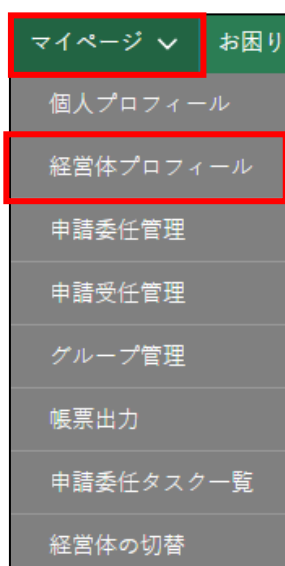 マイページ お困り
個人プロフィール
経営体プロフィール
申請委任管理
申請受任管理
グループ管理
帳票出力
申請委任タスク一覧
経営体の切替